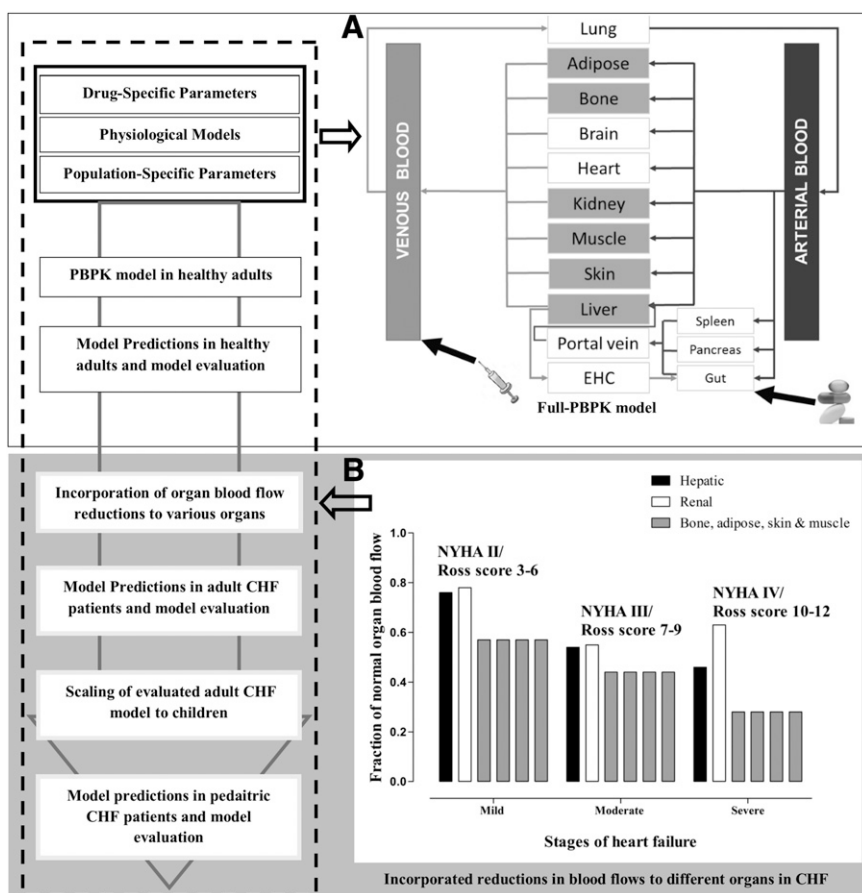 Drug-Specific Parameters
Physiological Models
Population-Specific Parameters
PBPK model in healthy adults
Model Predictions in healthy
adults and model evaluation
Incorporation of organ blood flow
reductions to various organs
Model Predictions in adult CHF
patients and model evaluation
Scaling of evaluated adult CHF
model to children
Model predictions in pedaitric
CHF patients and model
evaluation
A
VENOUS BLOOD
Lung
Adipose
Bone
Brain
Heart
Kidney
Muscle
Skin
Liver
Portal vein
EHC
Spleen
Pancreas
Gut
ARTERIAL BLOOD
Full-PBPK model
B
Hepatic
Renal
Bone, adipose, skin & muscle
Fraction of normal organ blood flow
1.0
0.8
0.6
0.4
0.2
0.0
NYHA II/
Ross score 3-6
NYHA III/
Ross score 7-9
NYHA IV/
Ross score 10-12
Mild
Moderate
Severe
Stages of heart failure
Incorporated reductions in blood flows to different organs in CHF